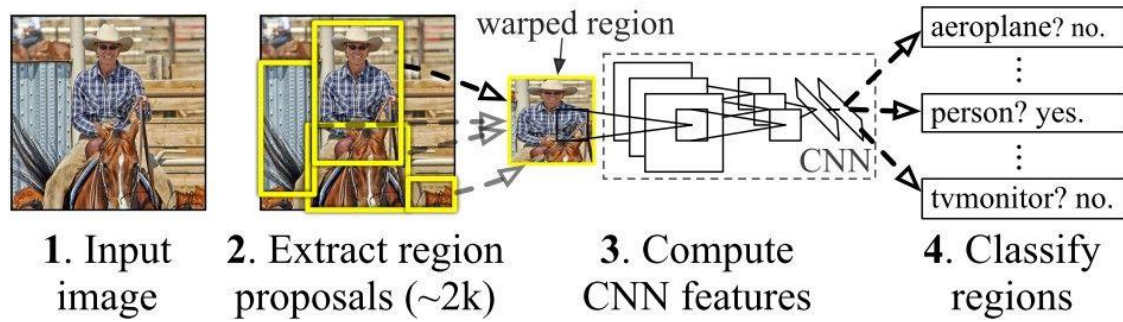 warped region
aeroplane? no.
⋮
person? yes.
⋮
tvmonitor? no.
CNN
1. Input
image
2. Extract region
proposals (~2k)
3. Compute
CNN features
4. Classify
regions